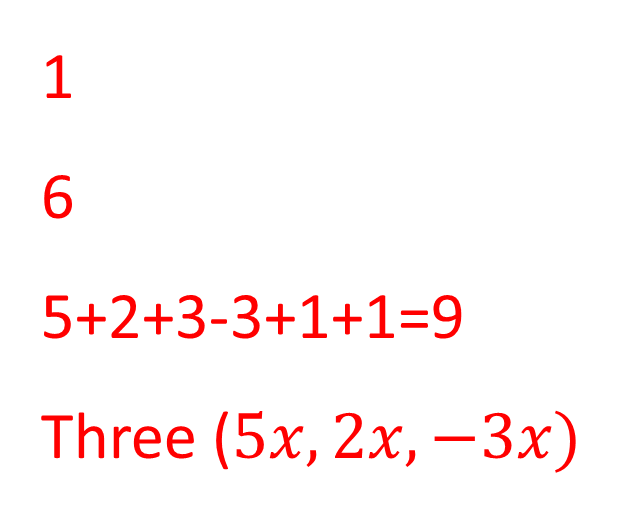 1
6
5+2+3-3+1+1=9
Three (5𝑥, 2𝑥, −3𝑥)